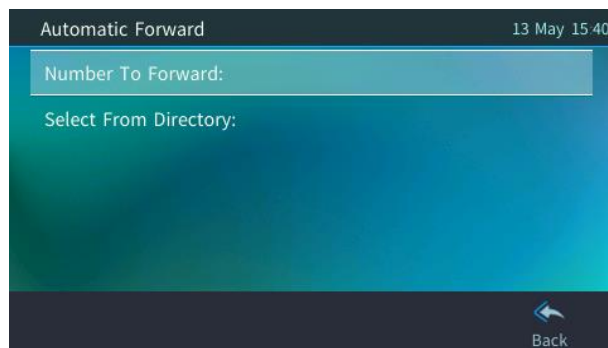 Automatic Forward 13 May 15:40
Number To Forward:
Select From Directory:
Back